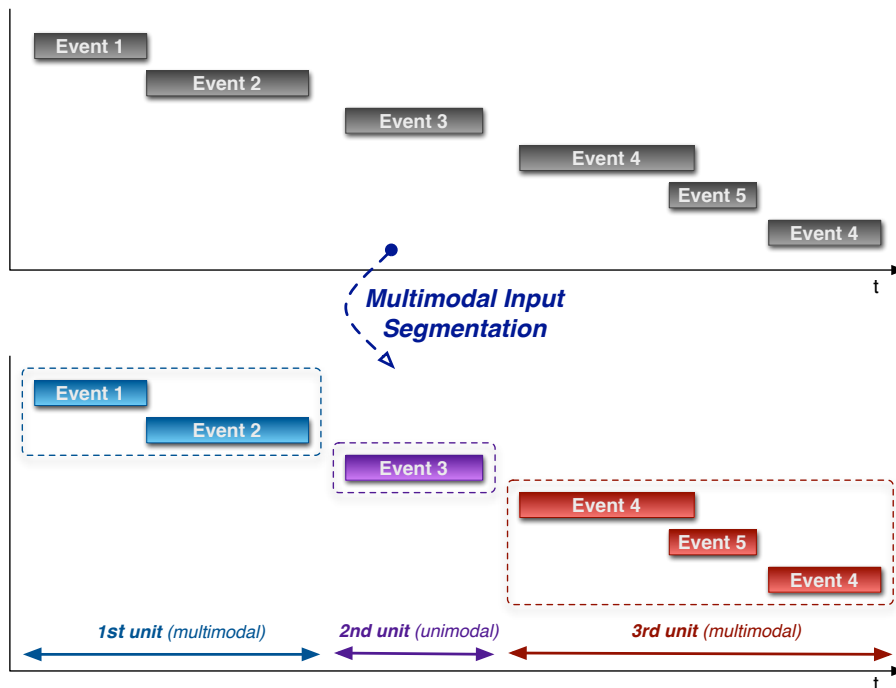 Event 1
Event 2
Event 3
Event 4
Event 5
Event 4
t
Multimodal Input
Segmentation
Event 1
Event 2
Event 3
Event 4
Event 5
Event 4
1st unit (multimodal)
2nd unit (unimodal)
3rd unit (multimodal)
t